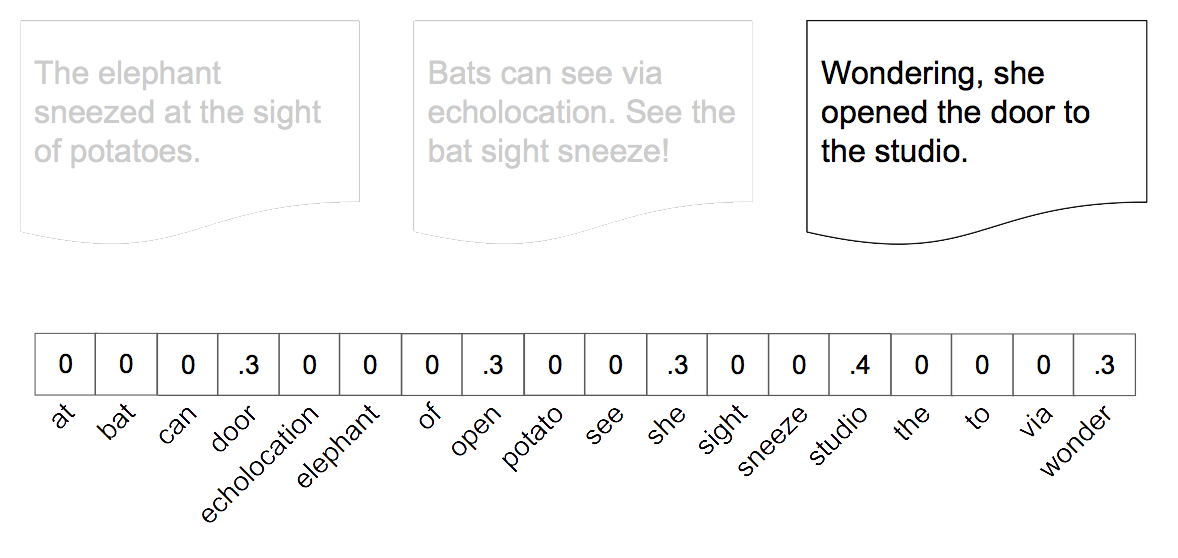 The elephant
sneezed at the sight
of potatoes.
Bats can see via
echolocation. See the
bat sight sneeze!
Wondering, she
opened the door to
the studio.
0 0 0 .3 0 0 0 .3 0 0 .3 0 0 .4 0 0 0 .3
at bat can door echolocation elephant of open potato see she sight sneeze studio the to via wonder